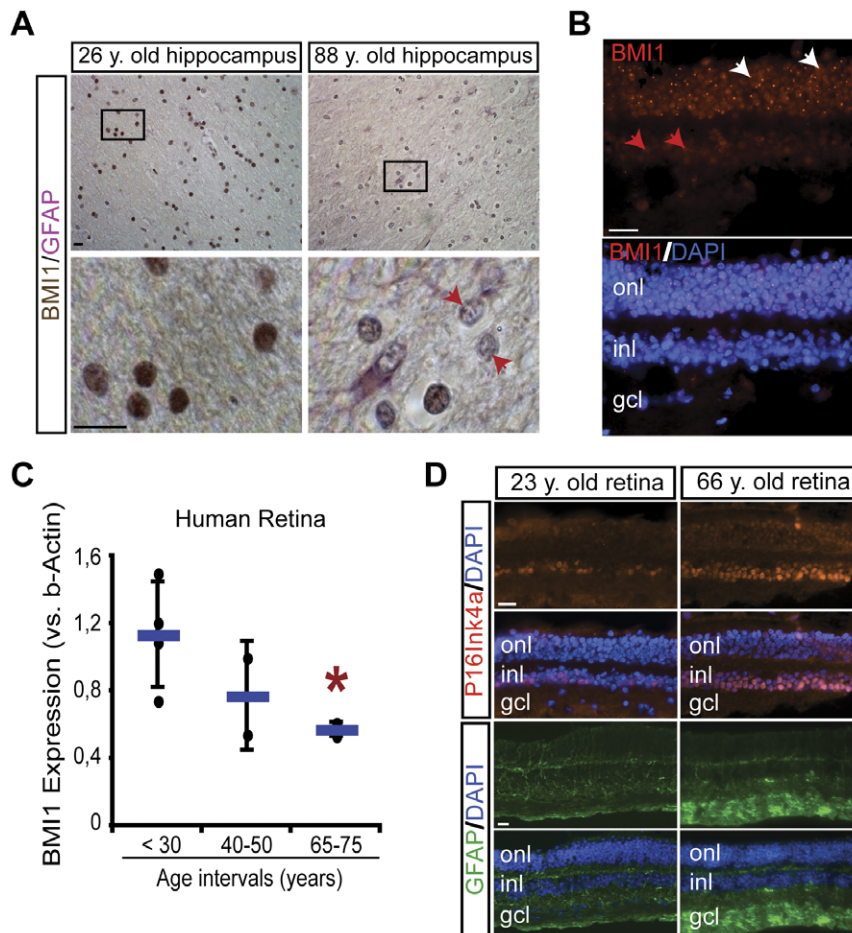 A
26 y. old hippocampus
88 y. old hippocampus
BMI1/GFAP
B
BMI1
BMI1/DAPI
onl
inl
gcl
C
Human Retina
BMI1 Expression (vs. b-Actin)
1,6
1,2
0,8
0,4
0
< 30
40-50
65-75
*
Age intervals (years)
D
23 y. old retina
66 y. old retina
P16Ink4a/DAPI
onl
onl
inl
inl
gcl
gcl
GFAP/DAPI
onl
onl
inl
inl
gcl
gcl